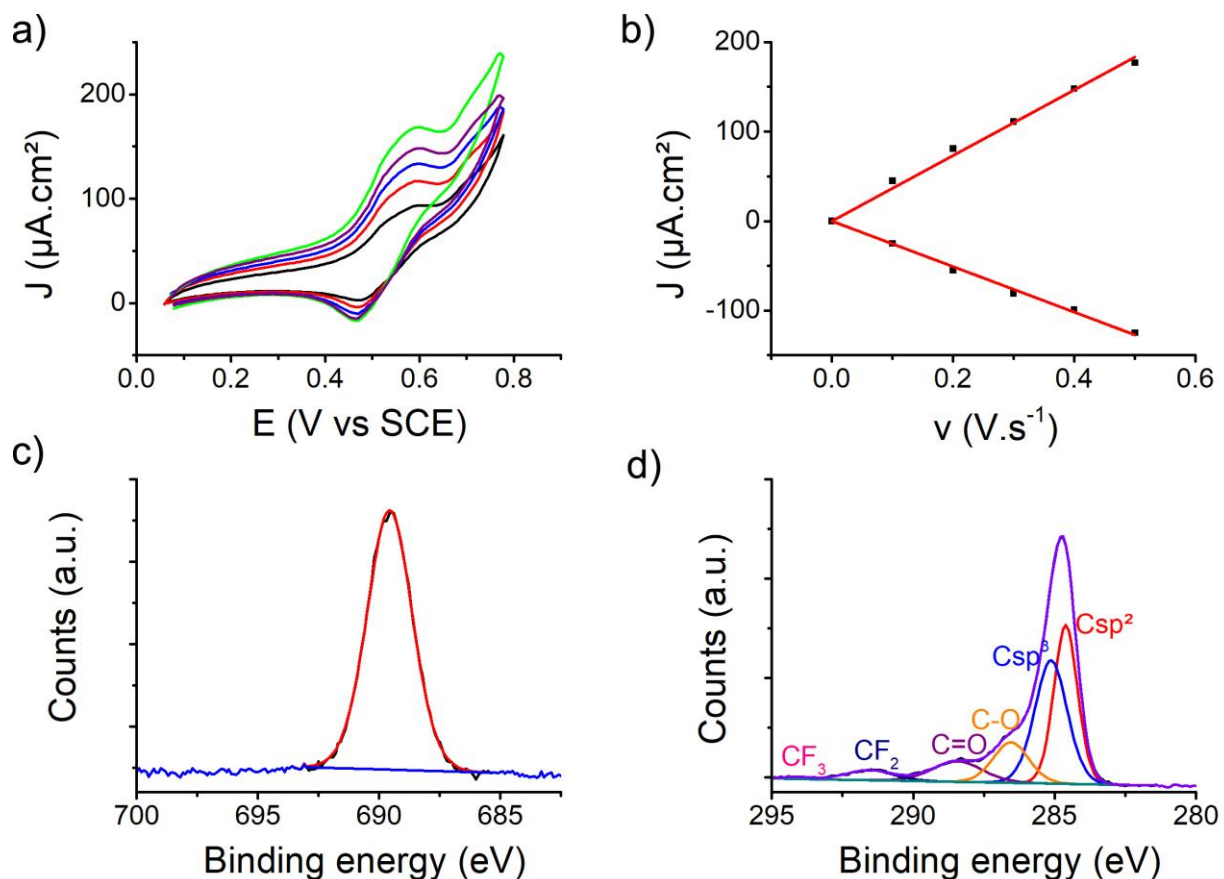 a)
200
100
0
J (µA.cm²)
0.0 0.2 0.4 0.6 0.8
E (V vs SCE)
b)
200
100
0
-100
J (µA.cm²)
0.0 0.2 0.4 0.6
v (V.s⁻¹)
c)
Counts (a.u.)
700 695 690 685
Binding energy (eV)
d)
Counts (a.u.)
Csp²
Csp³
C-O
C=O
CF₂
CF₃
295 290 285 280
Binding energy (eV)